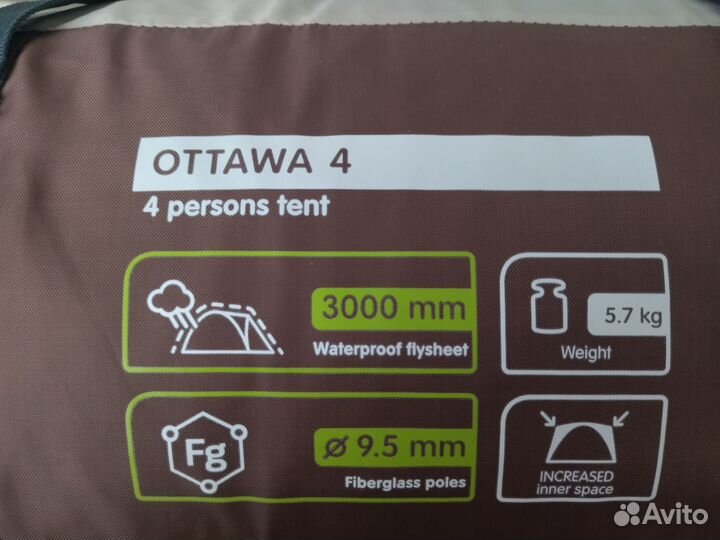 OTTAWA 4
4 persons tent
3000 mm
Waterproof flysheet
5.7 kg
Weight
Fg
Ø 9.5 mm
Fiberglass poles
INCREASED
inner space
Avito